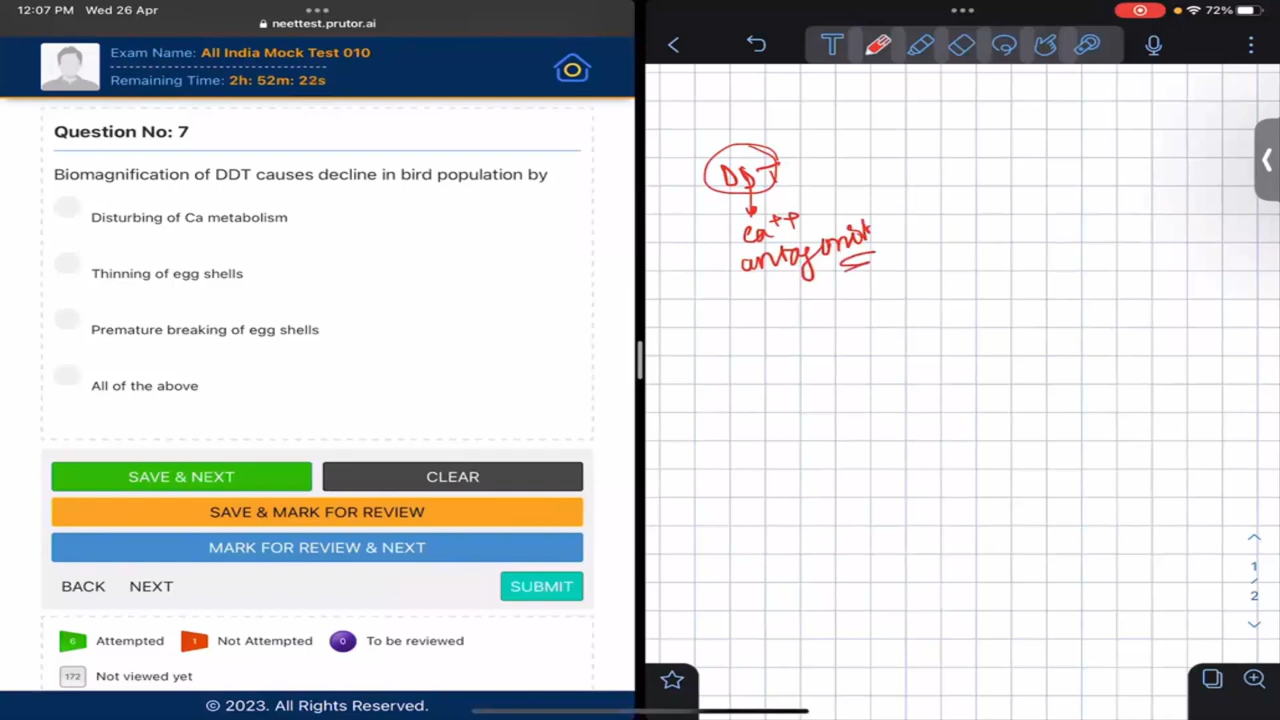 12:07 PM Wed 26 Apr
neettest.prutor.ai
72%
Exam Name: All India Mock Test 010
Remaining Time: 2h: 52m: 22s
Question No: 7
Biomagnification of DDT causes decline in bird population by
Disturbing of Ca metabolism
Thinning of egg shells
Premature breaking of egg shells
All of the above
SAVE & NEXT
CLEAR
SAVE & MARK FOR REVIEW
MARK FOR REVIEW & NEXT
BACK
NEXT
SUBMIT
6 Attempted
1 Not Attempted
0 To be reviewed
172 Not viewed yet
© 2023. All Rights Reserved.
T
DDT
Ca++
antagonist
1
/
2